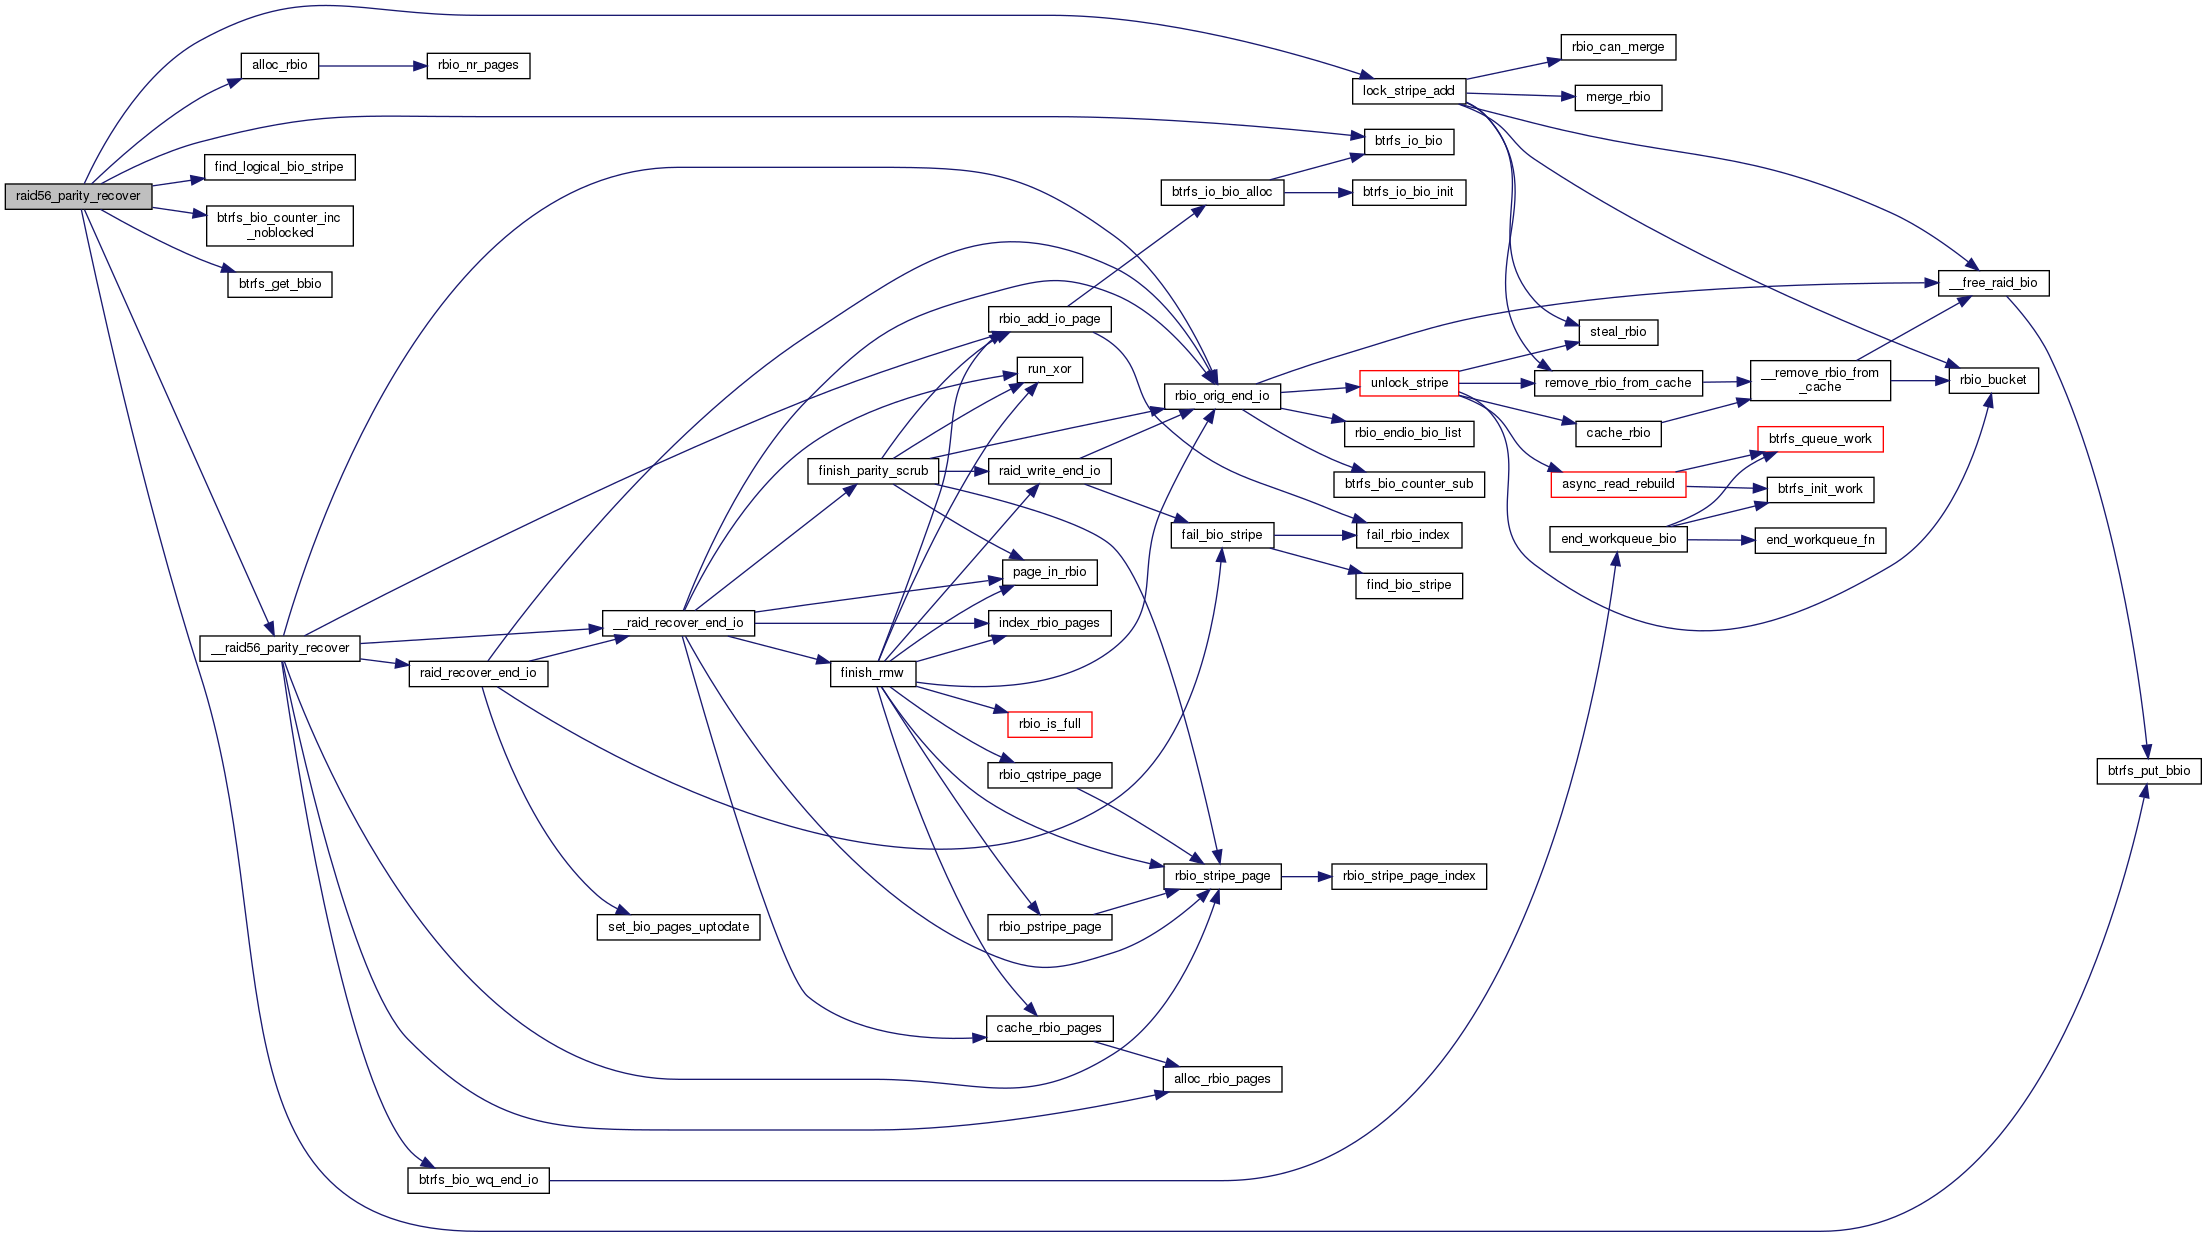 raid56_parity_recover
alloc_rbio
rbio_nr_pages
find_logical_bio_stripe
btrfs_bio_counter_inc
_noblocked
btrfs_get_bbio
__raid56_parity_recover
raid_recover_end_io
__raid_recover_end_io
set_bio_pages_uptodate
btrfs_bio_wq_end_io
finish_parity_scrub
finish_rmw
rbio_add_io_page
run_xor
raid_write_end_io
page_in_rbio
index_rbio_pages
rbio_is_full
rbio_qstripe_page
rbio_pstripe_page
cache_rbio_pages
btrfs_io_bio_alloc
rbio_orig_end_io
fail_bio_stripe
rbio_stripe_page
alloc_rbio_pages
lock_stripe_add
btrfs_io_bio
btrfs_io_bio_init
unlock_stripe
rbio_endio_bio_list
btrfs_bio_counter_sub
fail_rbio_index
find_bio_stripe
rbio_stripe_page_index
rbio_can_merge
merge_rbio
steal_rbio
remove_rbio_from_cache
cache_rbio
async_read_rebuild
end_workqueue_bio
__remove_rbio_from
_cache
btrfs_queue_work
btrfs_init_work
end_workqueue_fn
__free_raid_bio
rbio_bucket
btrfs_put_bbio